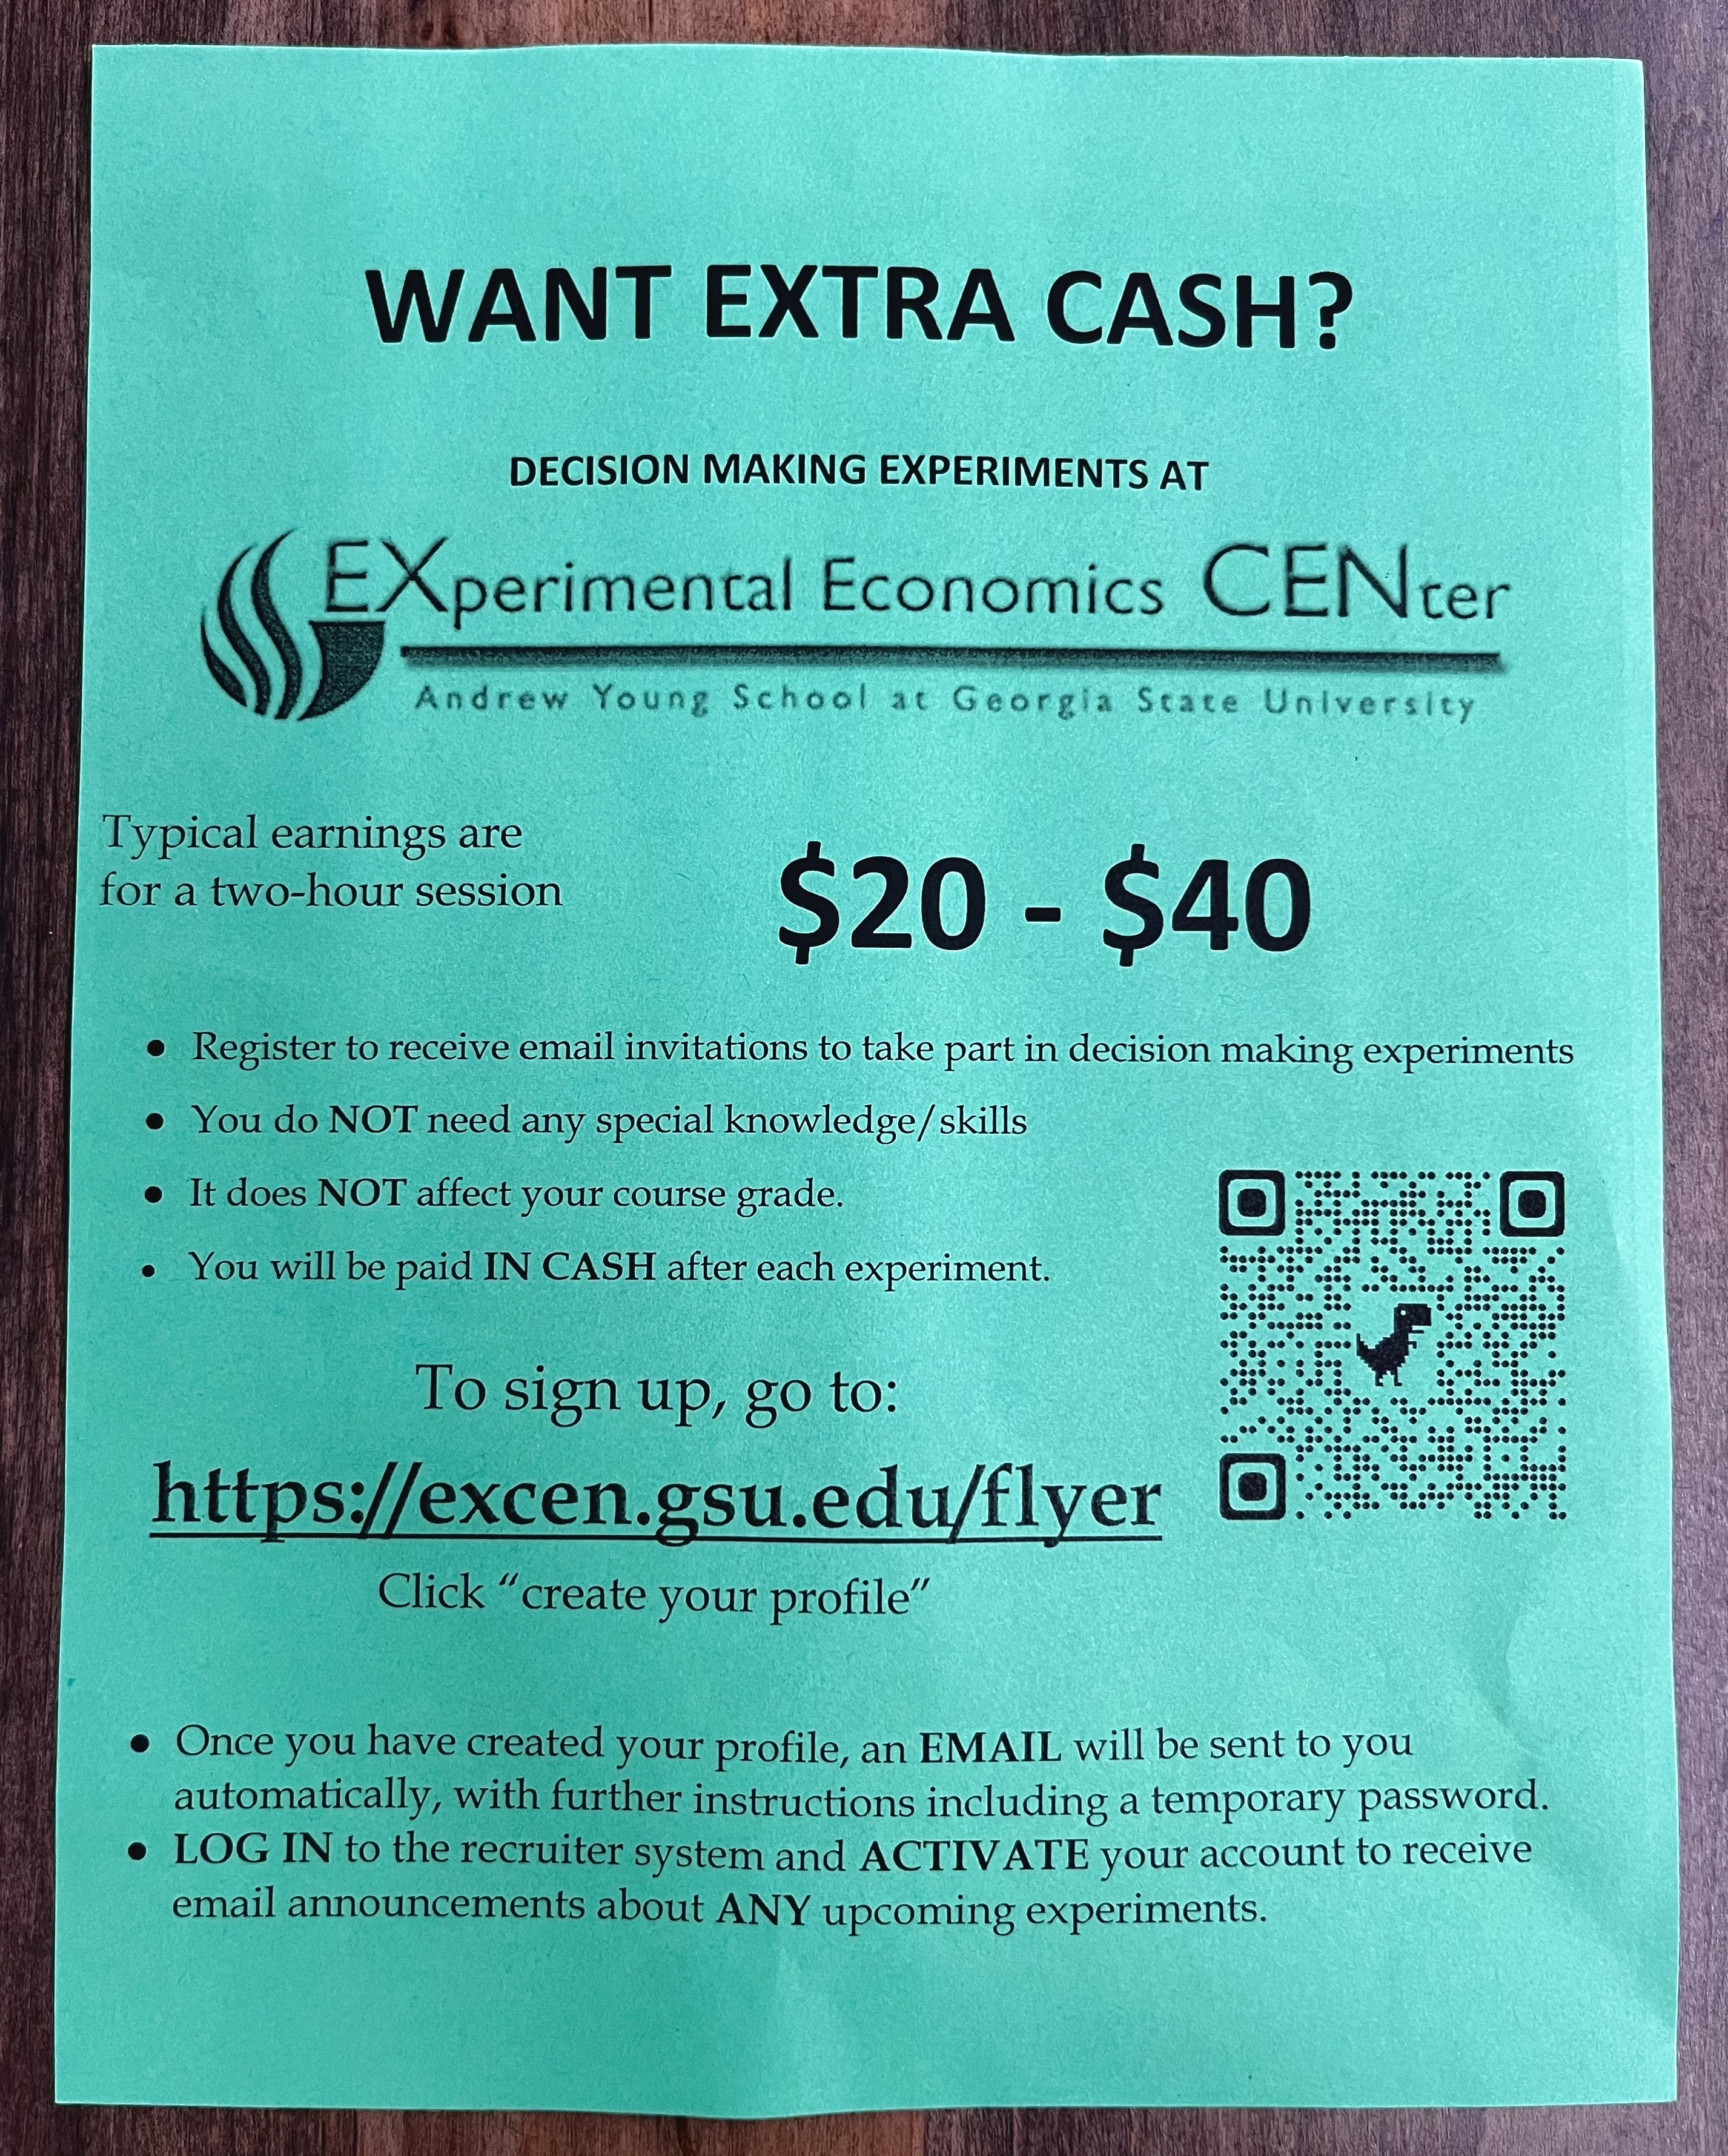 WANT EXTRA CASH?
DECISION MAKING EXPERIMENTS AT
EXperimental Economics CENter
Andrew Young School at Georgia State University
Typical earnings are
for a two-hour session
$20 - $40
• Register to receive email invitations to take part in decision making experiments
• You do NOT need any special knowledge/skills
• It does NOT affect your course grade.
• You will be paid IN CASH after each experiment.
To sign up, go to:
https://excen.gsu.edu/flyer
Click “create your profile”
• Once you have created your profile, an EMAIL will be sent to you
automatically, with further instructions including a temporary password.
• LOG IN to the recruiter system and ACTIVATE your account to receive
email announcements about ANY upcoming experiments.